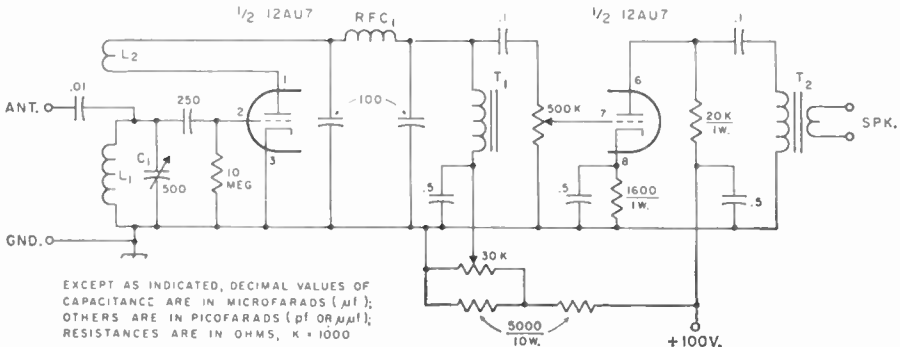 1/2 12AU7
RFC1
1/2 12AU7
L2
.01
ANT.
250
1
2
3
100
.1
T1
500K
6
7
8
20K
1W.
.1
T2
SPK.
L1
C1
500
10
MEG
.5
.5
1600
1W.
.5
GND.
30K
5000
10W.
+100V.
EXCEPT AS INDICATED, DECIMAL VALUES OF
CAPACITANCE ARE IN MICROFARADS (µf);
OTHERS ARE IN PICOFARADS (pf OR µµf);
RESISTANCES ARE IN OHMS, K = 1000